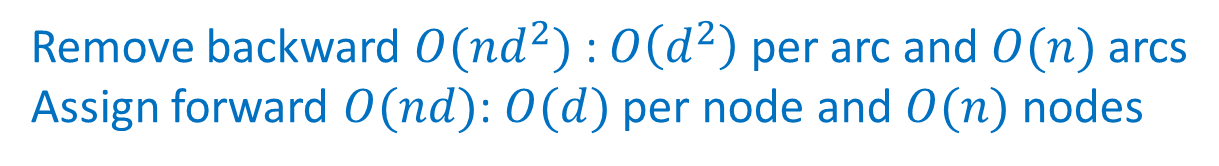 Remove backward 𝑂(𝑛𝑑²) : 𝑂(𝑑²) per arc and 𝑂(𝑛) arcs
Assign forward 𝑂(𝑛𝑑): 𝑂(𝑑) per node and 𝑂(𝑛) nodes